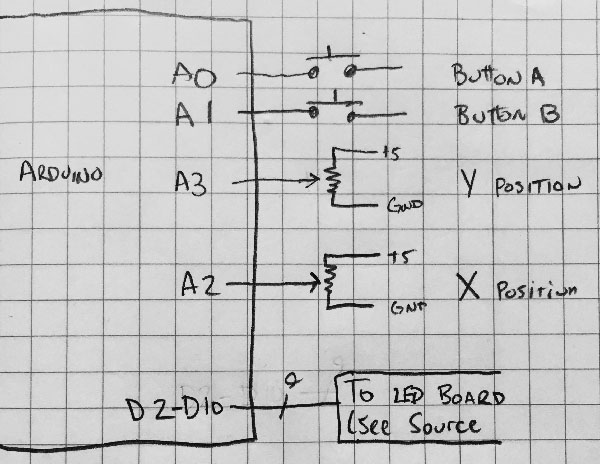 A0 Button A
A1 Button B
Arduino
A3 +5 Y Position
GND
A2 +5 X Position
GND
D2-D10 To LED Board
(See Source